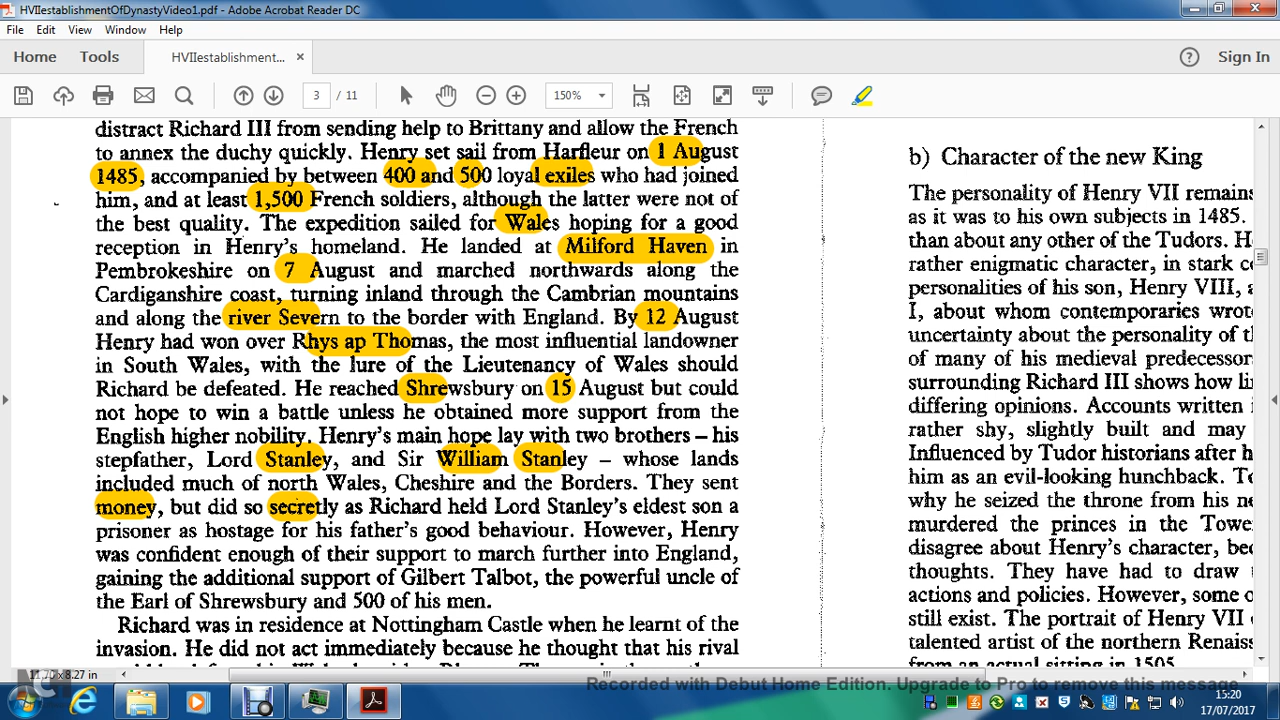 HVIIestablishmentOfDynastyVideo1.pdf - Adobe Acrobat Reader DC
File Edit View Window Help
Home Tools HVIIestablishment... × Sign In
3 / 11 150%
distract Richard III from sending help to Brittany and allow the French
to annex the duchy quickly. Henry set sail from Harfleur on 1 August
1485, accompanied by between 400 and 500 loyal exiles who had joined
him, and at least 1,500 French soldiers, although the latter were not of
the best quality. The expedition sailed for Wales hoping for a good
reception in Henry's homeland. He landed at Milford Haven in
Pembrokeshire on 7 August and marched northwards along the
Cardiganshire coast, turning inland through the Cambrian mountains
and along the river Severn to the border with England. By 12 August
Henry had won over Rhys ap Thomas, the most influential landowner
in South Wales, with the lure of the Lieutenancy of Wales should
Richard be defeated. He reached Shrewsbury on 15 August but could
not hope to win a battle unless he obtained more support from the
English higher nobility. Henry's main hope lay with two brothers – his
stepfather, Lord Stanley, and Sir William Stanley – whose lands
included much of north Wales, Cheshire and the Borders. They sent
money, but did so secretly as Richard held Lord Stanley's eldest son a
prisoner as hostage for his father's good behaviour. However, Henry
was confident enough of their support to march further into England,
gaining the additional support of Gilbert Talbot, the powerful uncle of
the Earl of Shrewsbury and 500 of his men.
Richard was in residence at Nottingham Castle when he learnt of the
invasion. He did not act immediately because he thought that his rival
b) Character of the new King
The personality of Henry VII remains
as it was to his own subjects in 1485.
than about any other of the Tudors. H
rather enigmatic character, in stark c
personalities of his son, Henry VIII, a
I, about whom contemporaries wrot
uncertainty about the personality of t
of many of his medieval predecessor
surrounding Richard III shows how li
differing opinions. Accounts written
rather shy, slightly built and may
Influenced by Tudor historians after h
him as an evil-looking hunchback. To
why he seized the throne from his ne
murdered the princes in the Towe
disagree about Henry's character, bec
thoughts. They have had to draw
actions and policies. However, some o
still exist. The portrait of Henry VII
talented artist of the northern Renais
from an actual sitting in 1505.
11.70 x 8.27 in
Recorded with Debut Home Edition. Upgrade to Pro to remove this message
15:20
17/07/2017